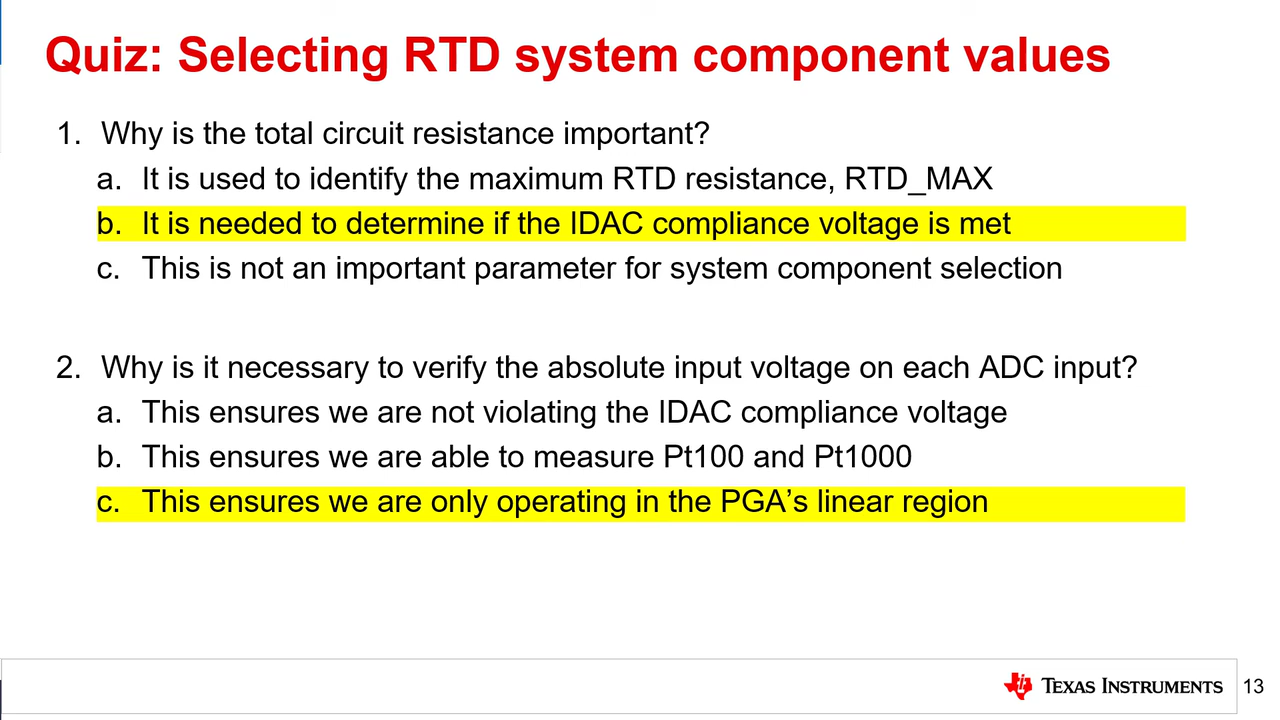 Quiz: Selecting RTD system component values
1. Why is the total circuit resistance important?
a. It is used to identify the maximum RTD resistance, RTD_MAX
b. It is needed to determine if the IDAC compliance voltage is met
c. This is not an important parameter for system component selection
2. Why is it necessary to verify the absolute input voltage on each ADC input?
a. This ensures we are not violating the IDAC compliance voltage
b. This ensures we are able to measure Pt100 and Pt1000
c. This ensures we are only operating in the PGA’s linear region
TEXAS INSTRUMENTS 13